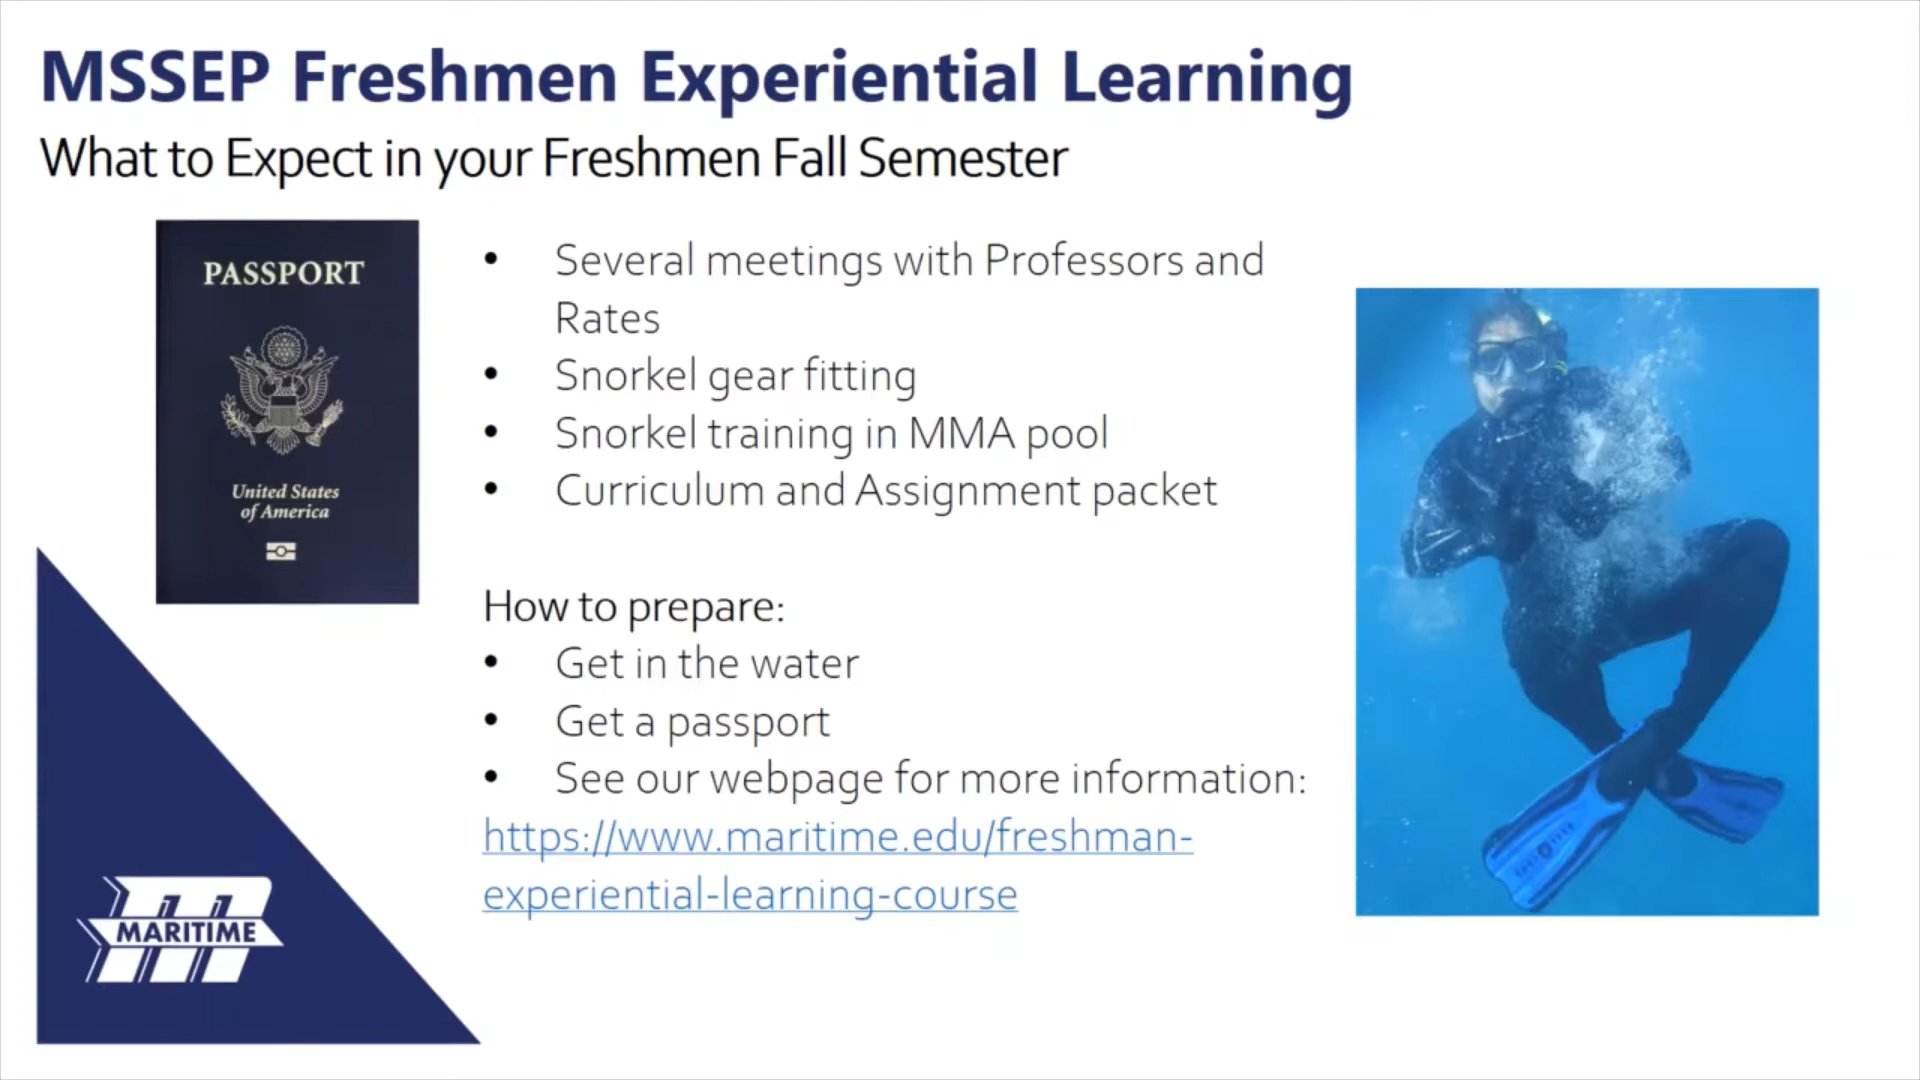 MSSEP Freshmen Experiential Learning
What to Expect in your Freshmen Fall Semester
PASSPORT
United States
of America
• Several meetings with Professors and
Rates
• Snorkel gear fitting
• Snorkel training in MMA pool
• Curriculum and Assignment packet
How to prepare:
• Get in the water
• Get a passport
• See our webpage for more information:
https://www.maritime.edu/freshman-
experiential-learning-course
MARITIME